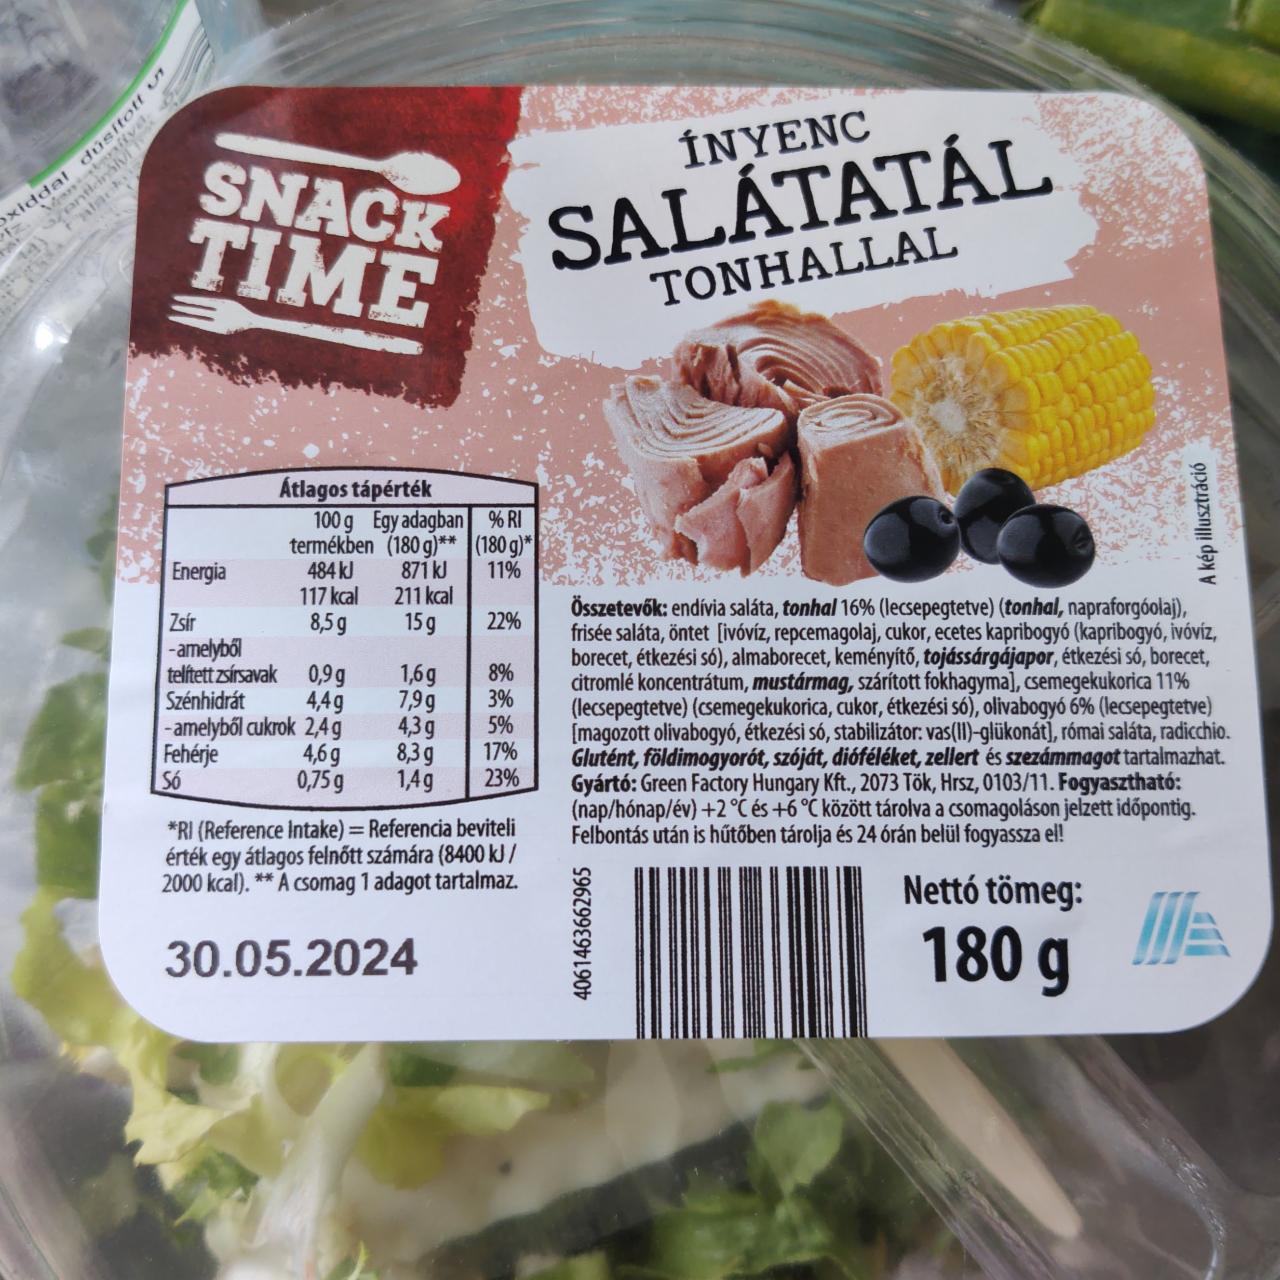 SNACK
TIME
ÍNYENC
SALÁTATÁL
TONHALLAL
A kép illusztráció
Átlagos tápérték
100 g Egy adagban % RI
termékben (180 g)** (180 g)*
Energia 484 kJ 871 kJ 11%
117 kcal 211 kcal
Zsír 8,5 g 15 g 22%
- amelyből
telített zsírsavak 0,9 g 1,6 g 8%
Szénhidrát 4,4 g 7,9 g 3%
- amelyből cukrok 2,4 g 4,3 g 5%
Fehérje 4,6 g 8,3 g 17%
Só 0,75 g 1,4 g 23%
*RI (Reference Intake) = Referencia beviteli
érték egy átlagos felnőtt számára (8400 kJ /
2000 kcal). ** A csomag 1 adagot tartalmaz.
30.05.2024
Összetevők: endívia saláta, tonhal 16% (lecsepegtetve) (tonhal, napraforgóolaj),
frisée saláta, öntet [ivóvíz, repcemagolaj, cukor, ecetes kapribogyó (kapribogyó, ivóvíz,
borecet, étkezési só), almaborecet, keményítő, tojássárgájapor, étkezési só, borecet,
citromlé koncentrátum, mustármag, szárított fokhagyma], csemegekukorica 11%
(lecsepegtetve) (csemegekukorica, cukor, étkezési só), olivabogyó 6% (lecsepegtetve)
[magozott olivabogyó, étkezési só, stabilizátor: vas(II)-glükonát], római saláta, radicchio.
Glutént, földimogyorót, szóját, dióféléket, zellert és szezámmagot tartalmazhat.
Gyártó: Green Factory Hungary Kft., 2073 Tök, Hrsz, 0103/11. Fogyasztható:
(nap/hónap/év) +2 °C és +6 °C között tárolva a csomagoláson jelzett időpontig.
Felbontás után is hűtőben tárolja és 24 órán belül fogyassza el!
4061463662965
Nettó tömeg:
180 g
dúsított